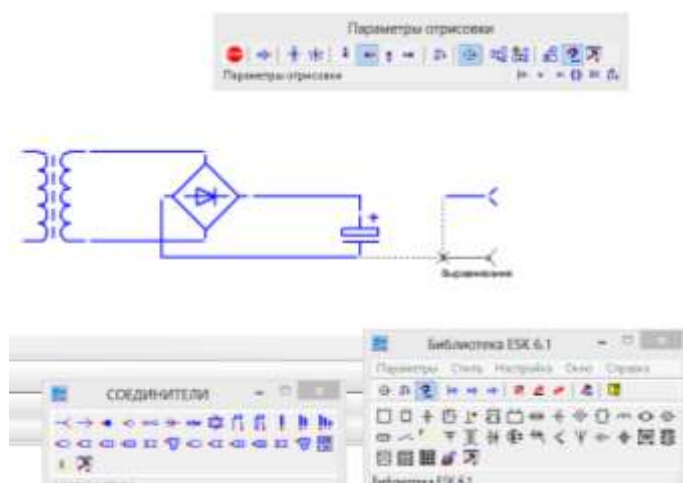 Параметры отрисовки
Параметры отрисовки
+
Выравнивание
Библиотека ESK 6.1
Параметры Стиль Настройка Окно Справка
СОЕДИНИТЕЛИ
Библиотека ESK 6.1